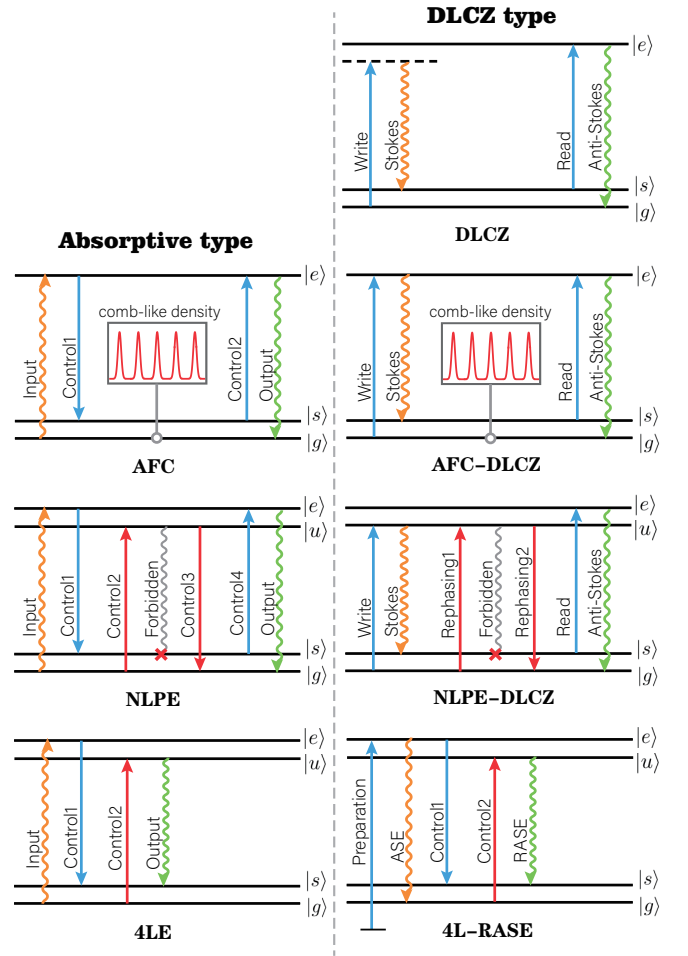 DLCZ type
|e⟩
Write
Stokes
Read
Anti-Stokes
|s⟩
|g⟩
DLCZ
Absorptive type
|e⟩
Input
Control1
comb-like density
Control2
Output
|s⟩
|g⟩
AFC
|e⟩
Write
Stokes
comb-like density
Read
Anti-Stokes
|s⟩
|g⟩
AFC-DLCZ
|e⟩
|u⟩
Input
Control1
Control2
Forbidden
Control3
Control4
Output
|s⟩
|g⟩
NLPE
|e⟩
|u⟩
Write
Stokes
Rephasing1
Forbidden
Rephasing2
Read
Anti-Stokes
|s⟩
|g⟩
NLPE-DLCZ
|e⟩
|u⟩
Input
Control1
Control2
Output
|s⟩
|g⟩
4LE
|e⟩
|u⟩
Preparation
ASE
Control1
Control2
RASE
|s⟩
|g⟩
4L-RASE